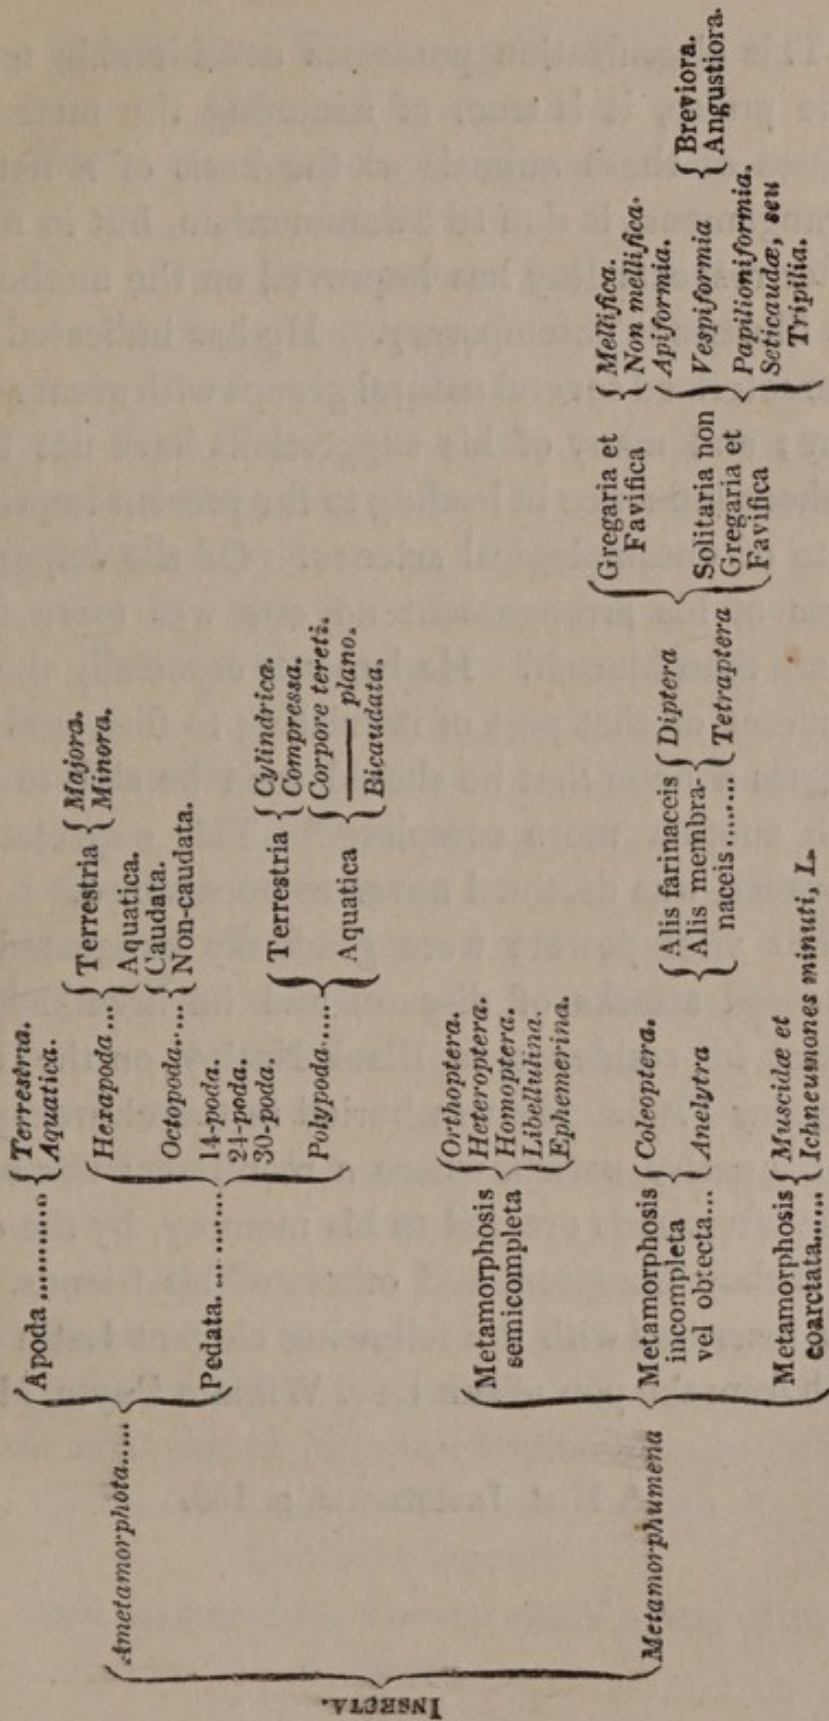 INSECTA.
Ametamorphota.....
Apoda ...........
Terrestria.
Aquatica.
Pedata. ... ........
Hexapoda ...
Terrestria
Majora.
Minora.
Aquatica.
Octopoda......
Caudata.
Non-caudata.
14-poda.
24-poda.
30-poda.
Polypoda ....
Terrestria
Cylindrica.
Compressa.
Aquatica
Corpore tereti.
——— plano.
Bicaudata.
Metamorphumena
Metamorphosis
semicompleta
Orthoptera.
Heteroptera.
Homoptera.
Libellulina.
Ephemerina.
Metamorphosis
incompleta
vel obtecta...
Coleoptera.
Anelytra
Alis farinaceis
Alis membra-
naceis ........
Diptera
Tetraptera
Gregaria et
Favifica
Mellifica.
Non mellifica.
Solitaria non
Gregaria et
Favifica
Apiformia.
Vespiformia
Breviora.
Angustiora.
Papilioniformia.
Seticaudæ, seu
Tripilia.
Metamorphosis
coarctata......
Muscidæ et
Ichneumones minuti, L.